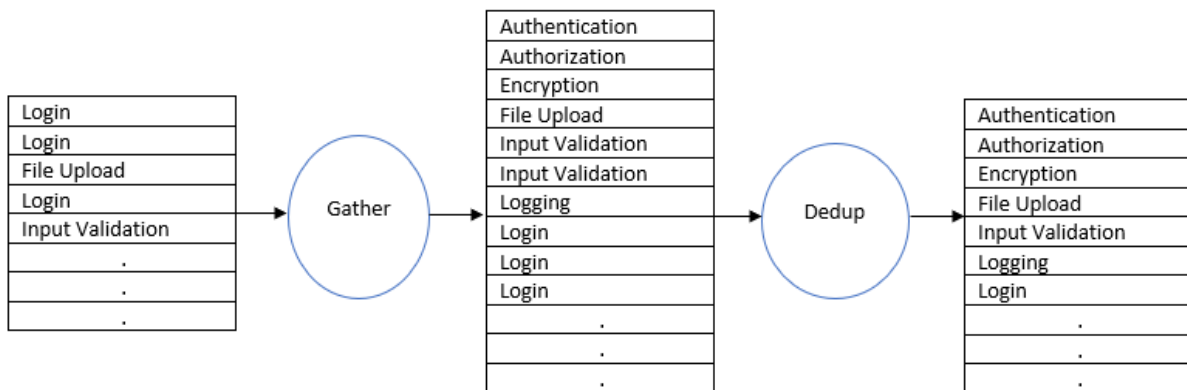 Login
Login
File Upload
Login
Input Validation
.
.
.
Gather
Authentication
Authorization
Encryption
File Upload
Input Validation
Input Validation
Logging
Login
Login
Login
.
.
.
Dedup
Authentication
Authorization
Encryption
File Upload
Input Validation
Logging
Login
.
.
.